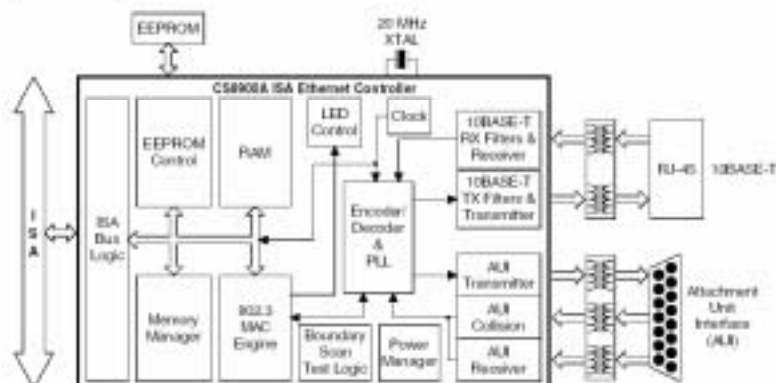 EEPROM
20 MHz
XTAL
CS8900A ISA Ethernet Controller
EEPROM
Control
RAM
LED
Control
Clock
10BASE-T
RX Filters &
Receiver
RJ-45
10BASE-T
10BASE-T
TX Filters &
Transmitter
I
S
A
ISA
Bus
Logic
Encoder/
Decoder
&
PLL
Memory
Manager
802.3
MAC
Engine
Boundary
Scan
Test Logic
Power
Manager
AUI
Transmitter
AUI
Collision
AUI
Receiver
Attachment
Unit
Interface
(AUI)